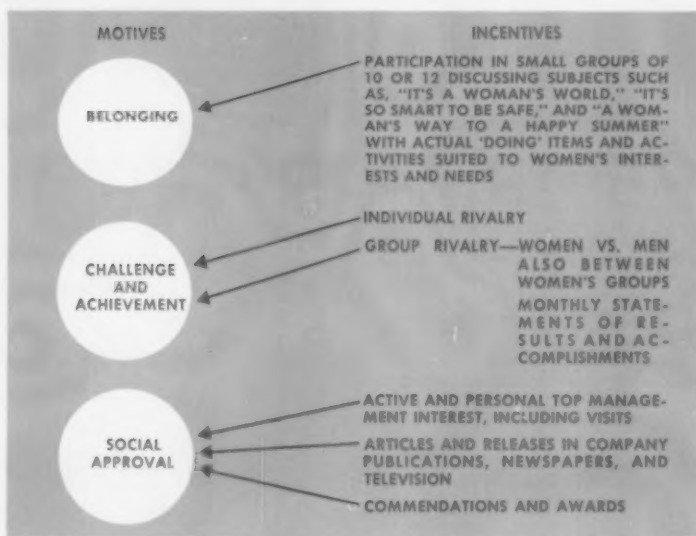 MOTIVES
INCENTIVES
BELONGING
PARTICIPATION IN SMALL GROUPS OF
10 OR 12 DISCUSSING SUBJECTS SUCH
AS, "IT'S A WOMAN'S WORLD," "IT'S
SO SMART TO BE SAFE," AND "A WOM-
AN'S WAY TO A HAPPY SUMMER"
WITH ACTUAL 'DOING' ITEMS AND AC-
TIVITIES SUITED TO WOMEN'S INTER-
ESTS AND NEEDS
CHALLENGE
AND
ACHIEVEMENT
INDIVIDUAL RIVALRY
GROUP RIVALRY—WOMEN VS. MEN
ALSO BETWEEN
WOMEN'S GROUPS
MONTHLY STATE-
MENTS OF RE-
SULTS AND AC-
COMPLISHMENTS
SOCIAL
APPROVAL
ACTIVE AND PERSONAL TOP MANAGE-
MENT INTEREST, INCLUDING VISITS
ARTICLES AND RELEASES IN COMPANY
PUBLICATIONS, NEWSPAPERS, AND
TELEVISION
COMMENDATIONS AND AWARDS